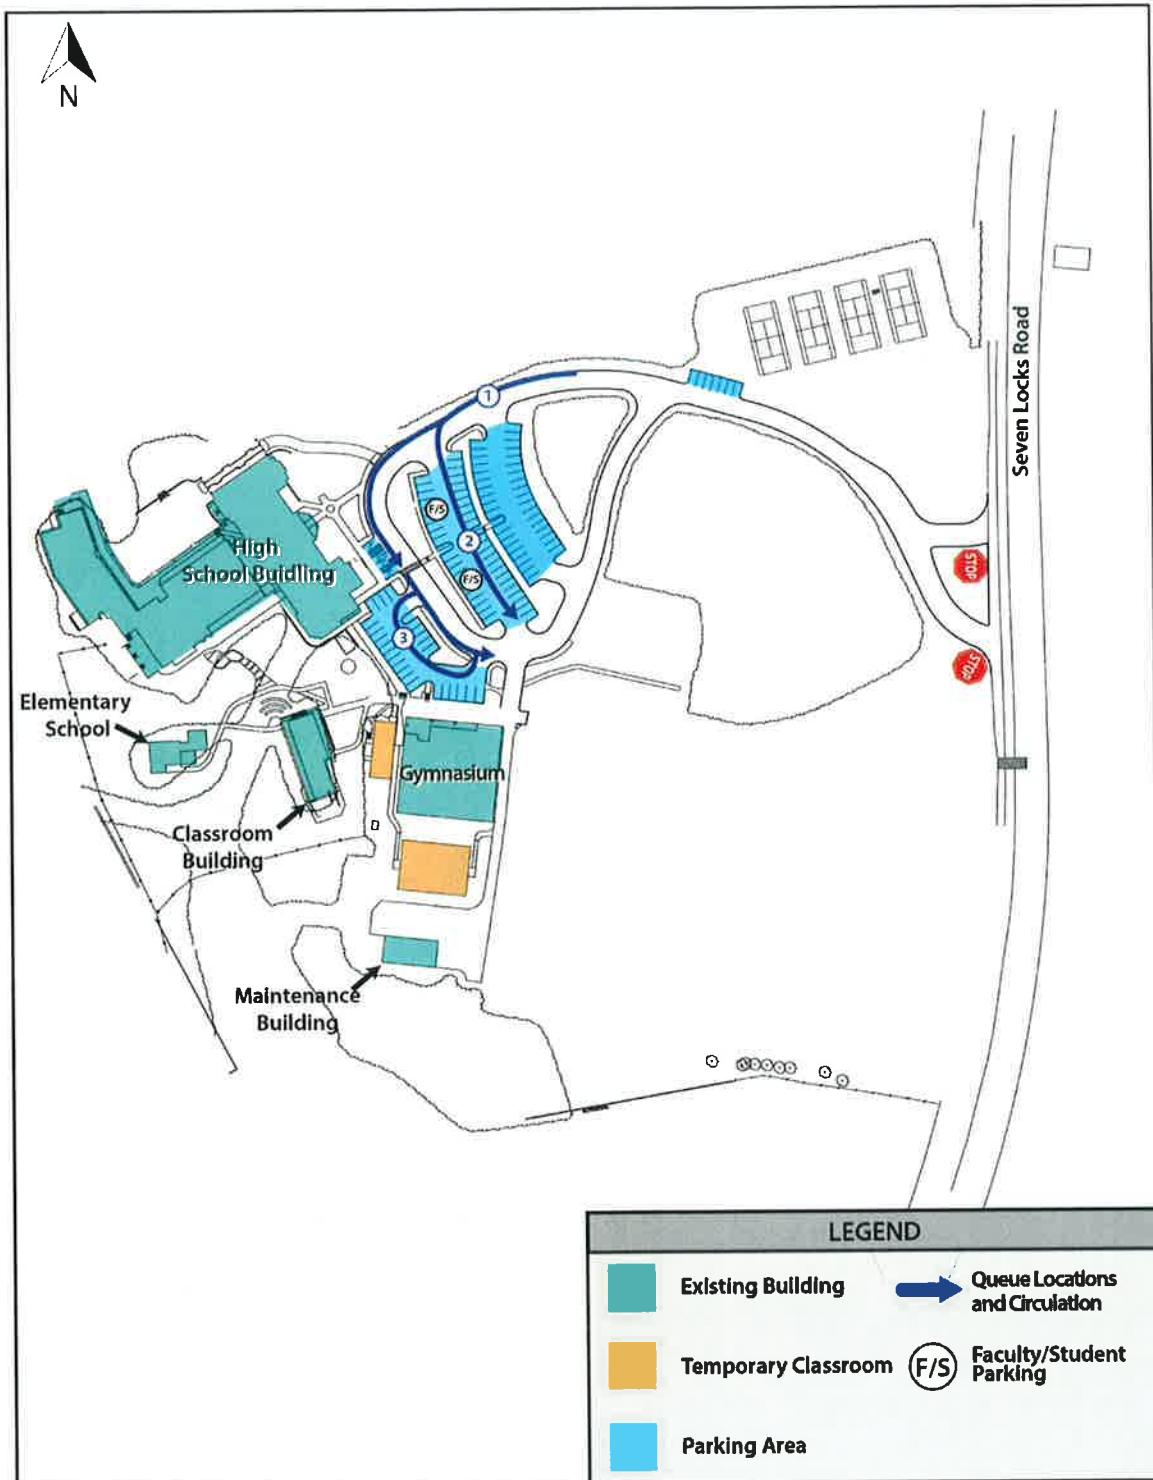 N
Seven Locks Road
1
F/S
2
F/S
3
STOP
STOP
High
School Buidling
Elementary
School
Gymnasium
Classroom
Building
Maintenance
Building
LEGEND
Existing Building
Queue Locations
and Circulation
Temporary Classroom
F/S
Faculty/Student
Parking
Parking Area